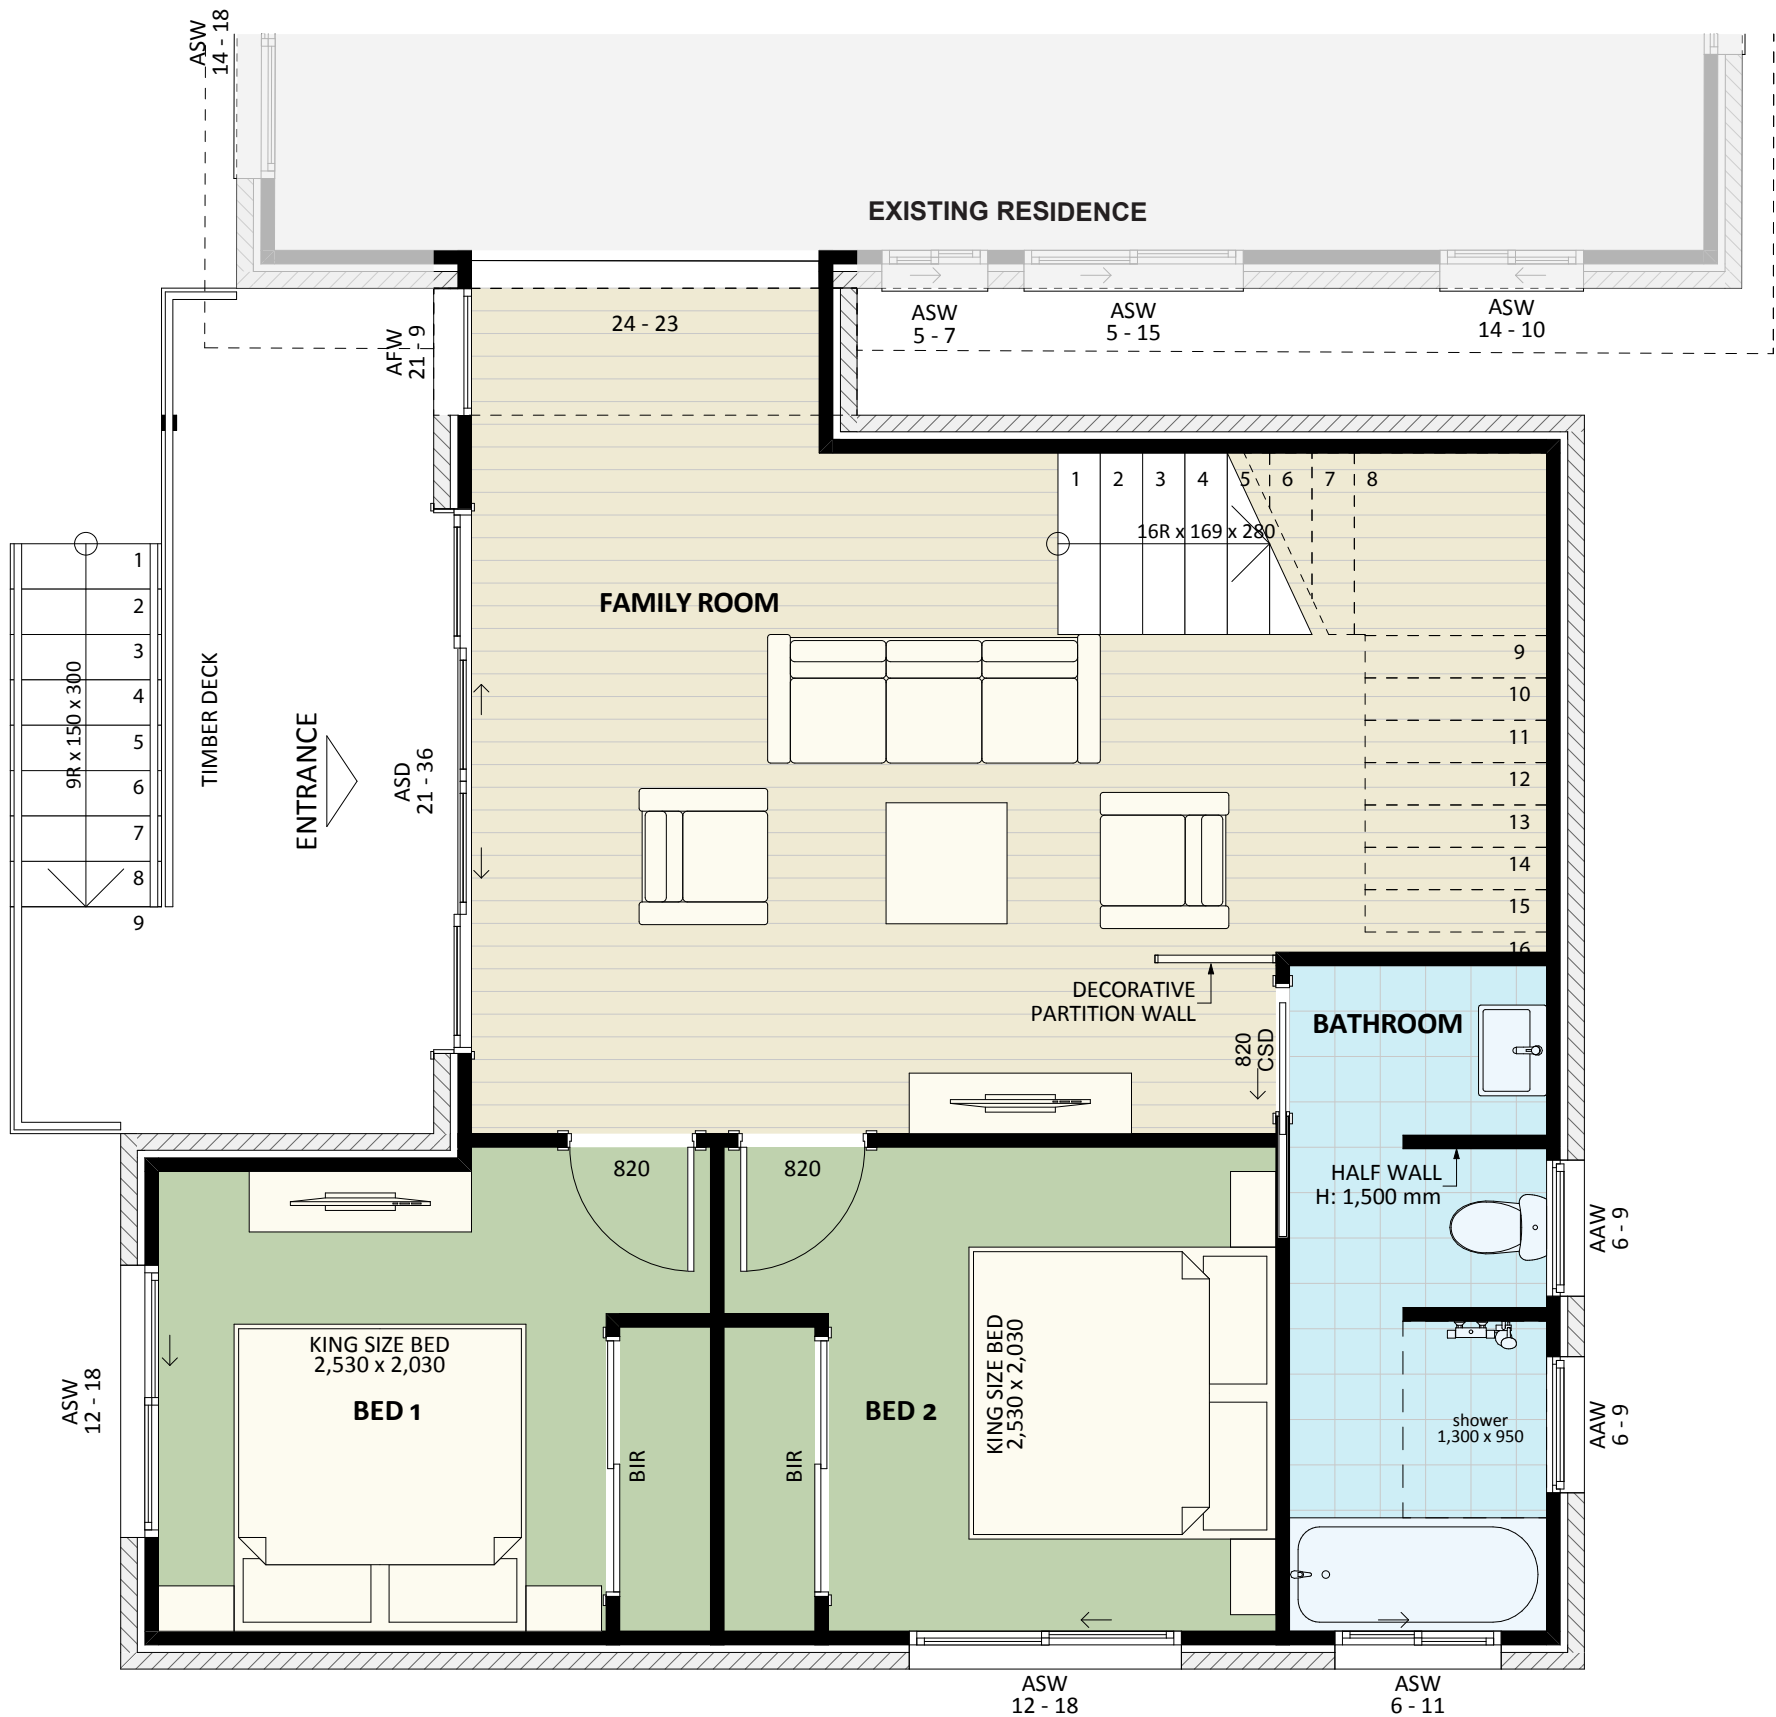 ASW
14 - 18
EXISTING RESIDENCE
24 - 23
AFW
21 - 9
ASW
5 - 7
ASW
5 - 15
ASW
14 - 10
1 2 3 4 5 6 7 8
16R x 169 x 280
FAMILY ROOM
1
2
3
4
5
6
7
8
9
9R x 150 x 300
TIMBER DECK
ENTRANCE
ASD
21 - 36
9
10
11
12
13
14
15
16
DECORATIVE
PARTITION WALL
820
CSD
BATHROOM
HALF WALL
H: 1,500 mm
820
820
AAW
6 - 9
KING SIZE BED
2,530 x 2,030
BED 1
ASW
12 - 18
BIR
BIR
BED 2
KING SIZE BED
2,530 x 2,030
shower
1,300 x 950
AAW
6 - 9
ASW
12 - 18
ASW
6 - 11